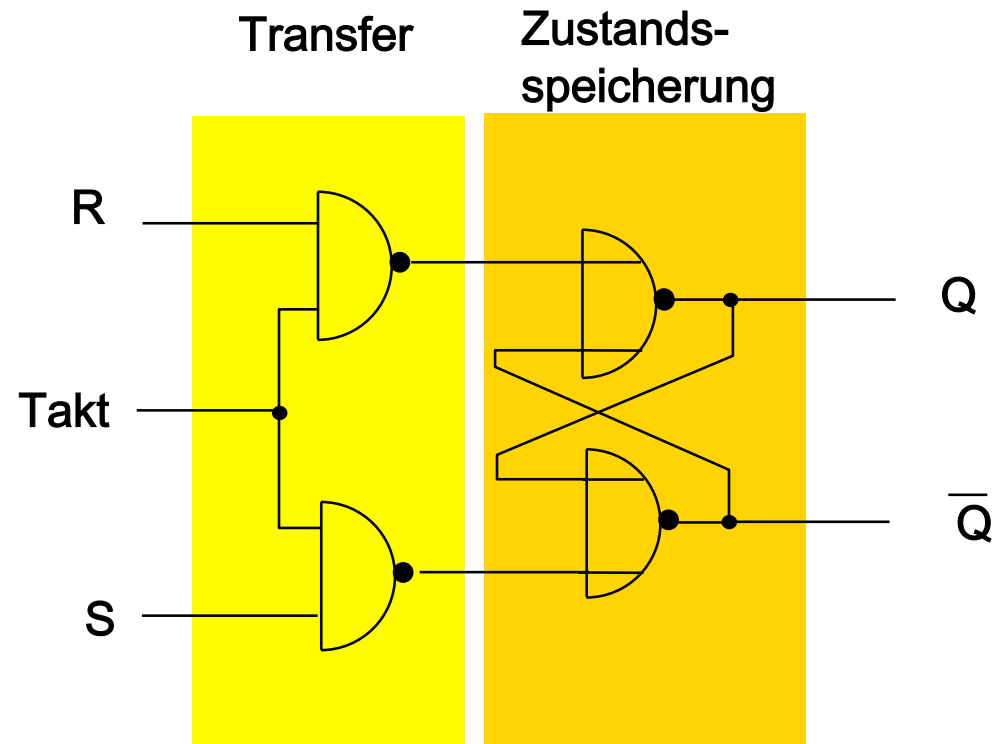 Transfer
Zustands-
speicherung
R
Q
Takt
Q̅
S